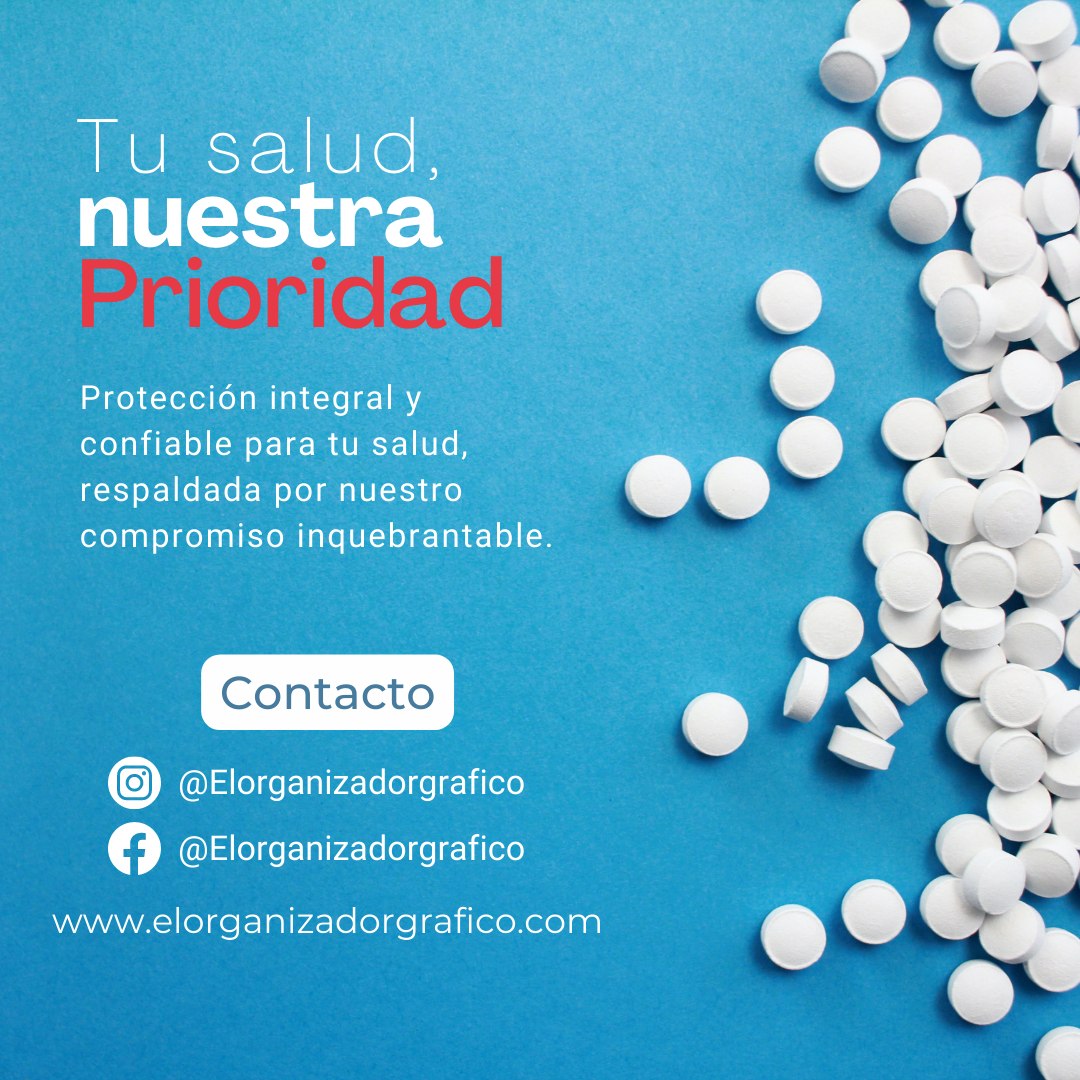 Tu salud,
nuestra
Prioridad
Protección integral y
confiable para tu salud,
respaldada por nuestro
compromiso inquebrantable.
Contacto
@Elorganizadorgrafico
@Elorganizadorgrafico
www.elorganizadorgrafico.com